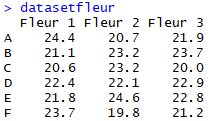 > datasetfleur
Fleur 1 Fleur 2 Fleur 3
A 24.4 20.7 21.9
B 21.1 23.2 23.7
C 20.6 23.2 20.0
D 22.4 22.1 22.9
E 21.8 24.6 22.8
F 23.7 19.8 21.2